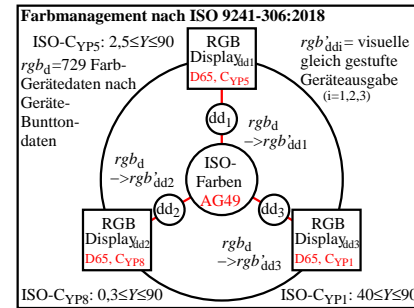 Farbmanagement nach ISO 9241-306:2018
ISO-CYP5: 2,5≤Y≤90
rgbd=729 Farb-
Gerätedaten nach
Geräte-
Buntton-
daten
RGB
Displaydd1
D65, CYP5
rgb'ddi= visuelle
gleich gestufte
Geräteausgabe
(i=1,2,3)
dd1
rgbd
–>rgb'dd1
rgbd
–>rgb'dd2
ISO-
Farben
AG49
dd2
dd3
RGB
Displaydd2
D65, CYP8
rgbd
–>rgb'dd3
RGB
Displaydd3
D65, CYP1
ISO-CYP8: 0,3≤Y≤90
ISO-CYP1: 40≤Y≤90